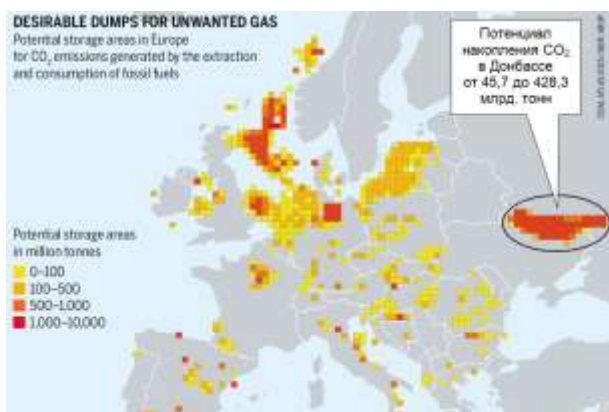 DESIRABLE DUMPS FOR UNWANTED GAS
Potential storage areas in Europe
for CO₂ emissions generated by the extraction
and consumption of fossil fuels
Потенциал
накопления CO₂
в Донбассе
от 45,7 до 428,3
млрд. тонн
Potential storage areas
in million tonnes
0–100
100–500
500–1,000
1,000–10,000